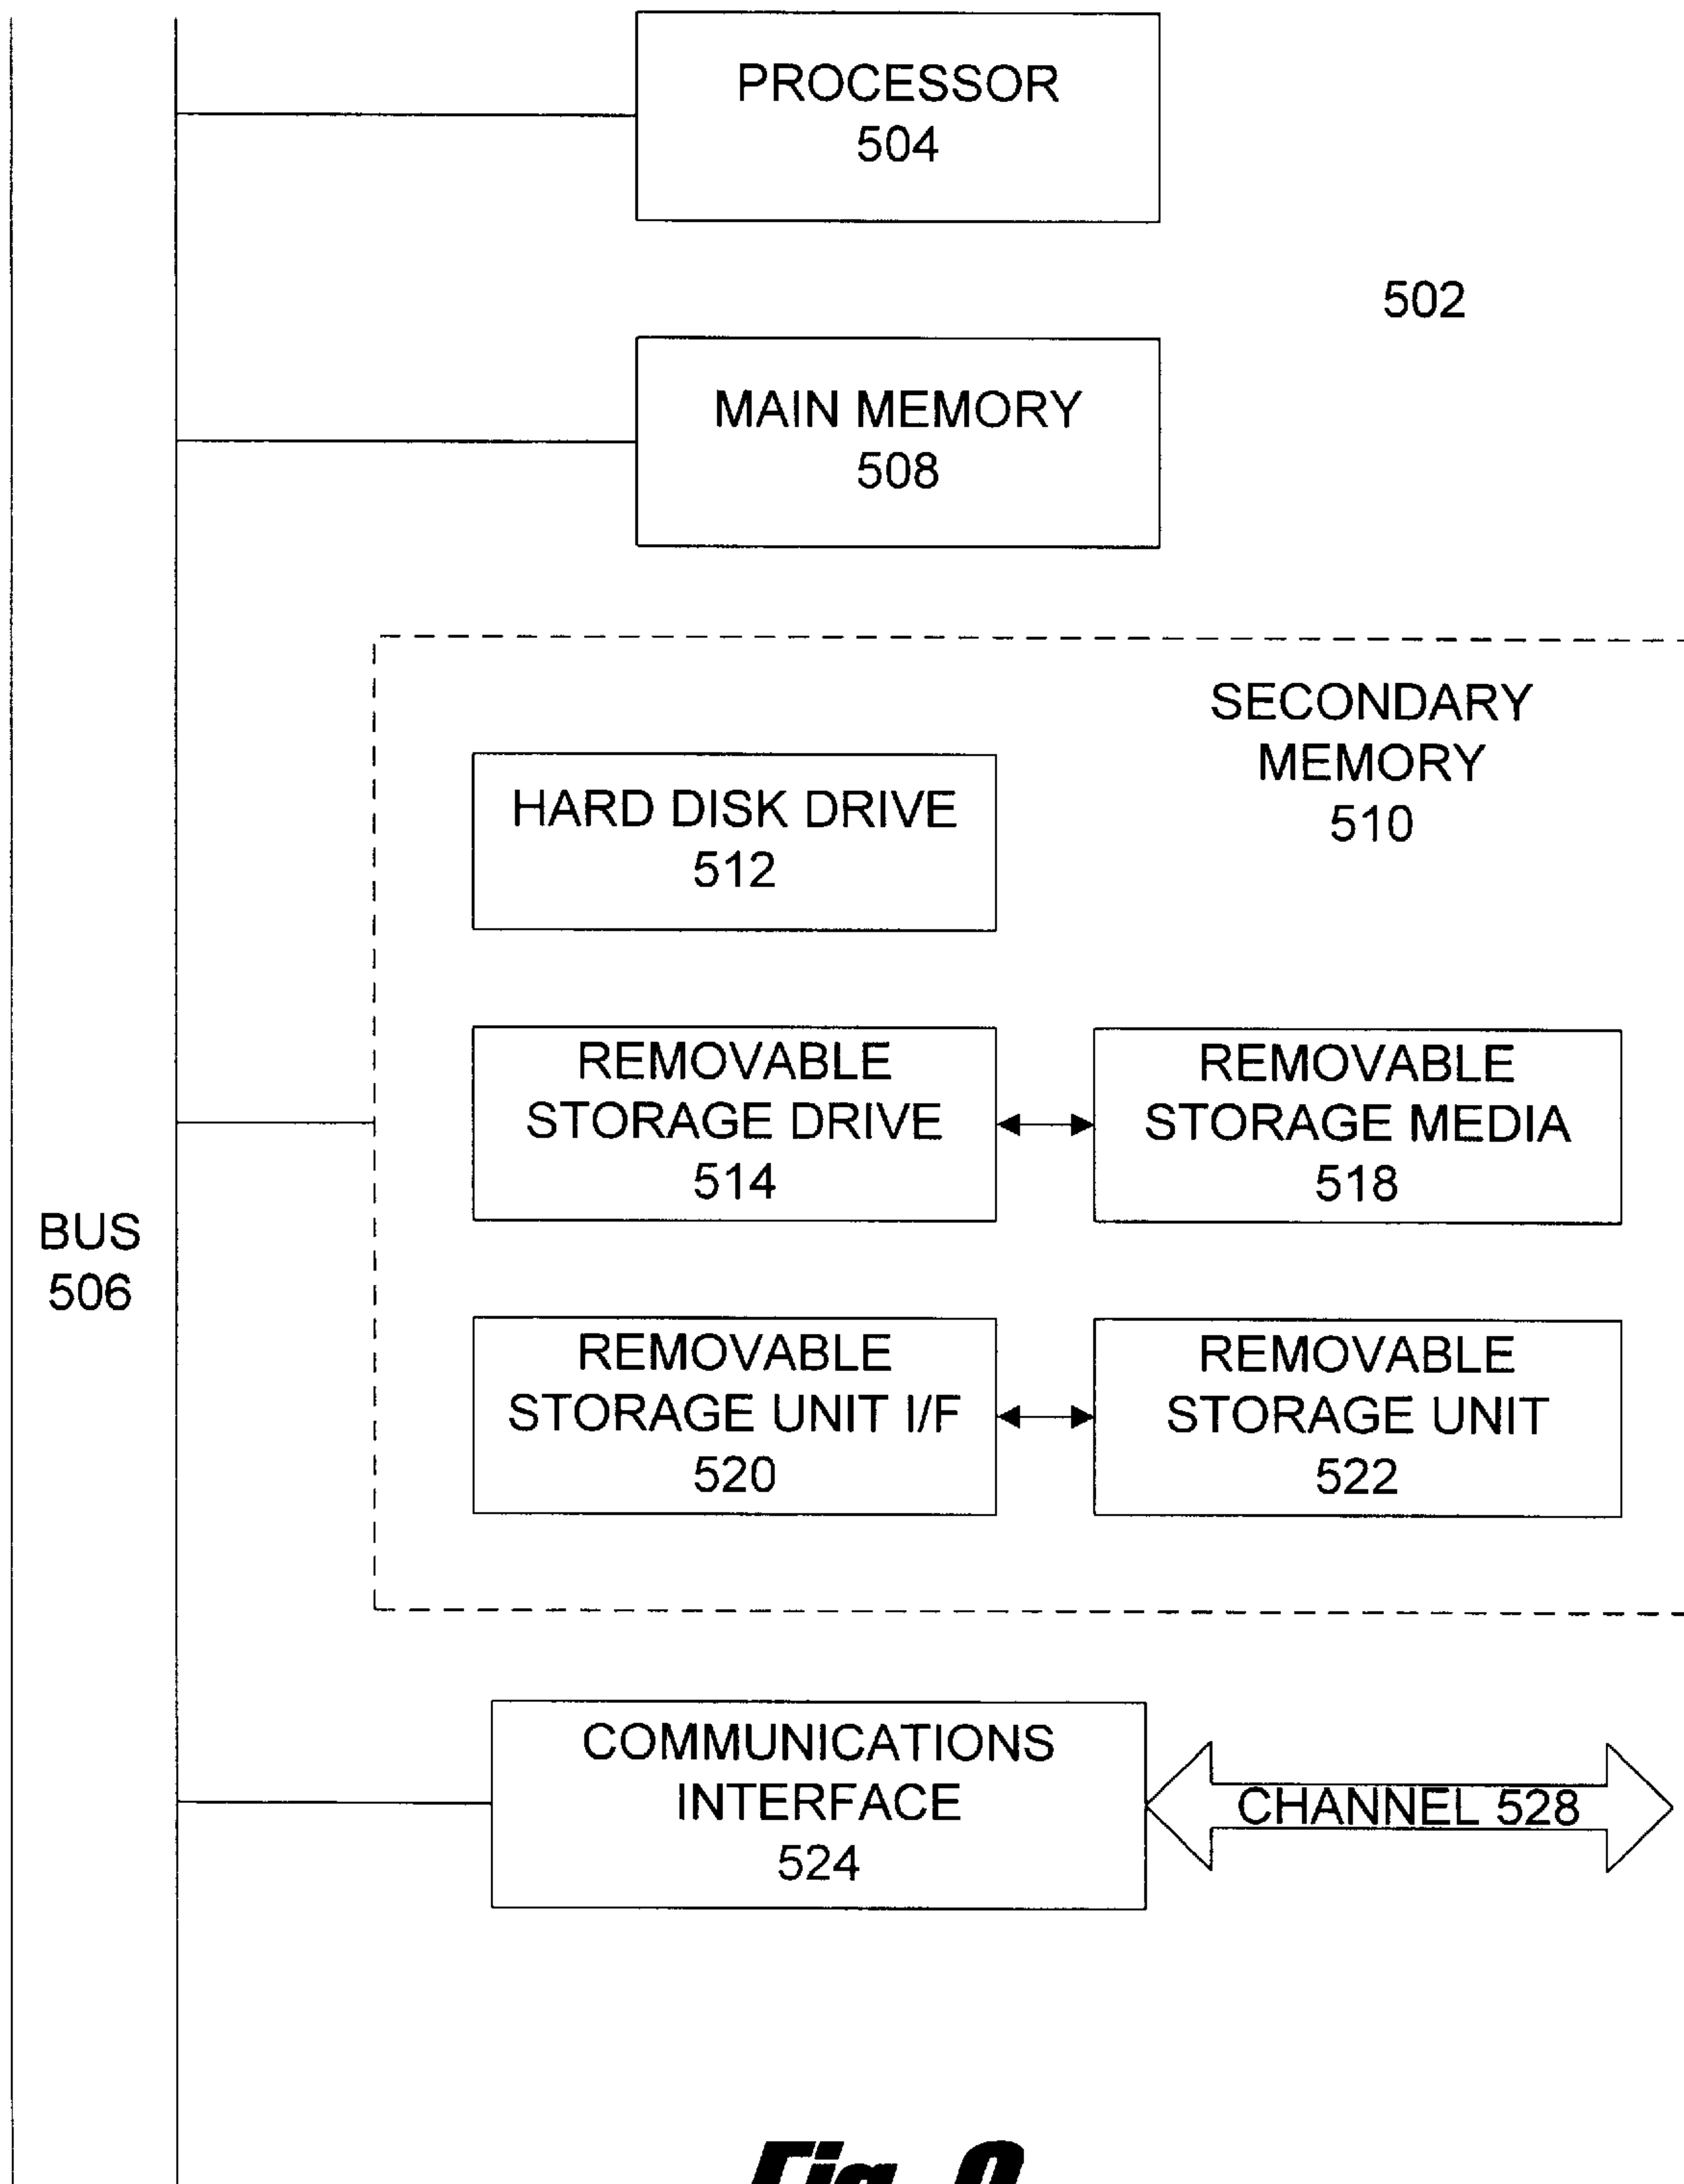 PROCESSOR
504
502
MAIN MEMORY
508
SECONDARY
MEMORY
510
HARD DISK DRIVE
512
REMOVABLE
STORAGE DRIVE
514
REMOVABLE
STORAGE MEDIA
518
BUS
506
REMOVABLE
STORAGE UNIT I/F
520
REMOVABLE
STORAGE UNIT
522
COMMUNICATIONS
INTERFACE
524
CHANNEL 528
Fig.